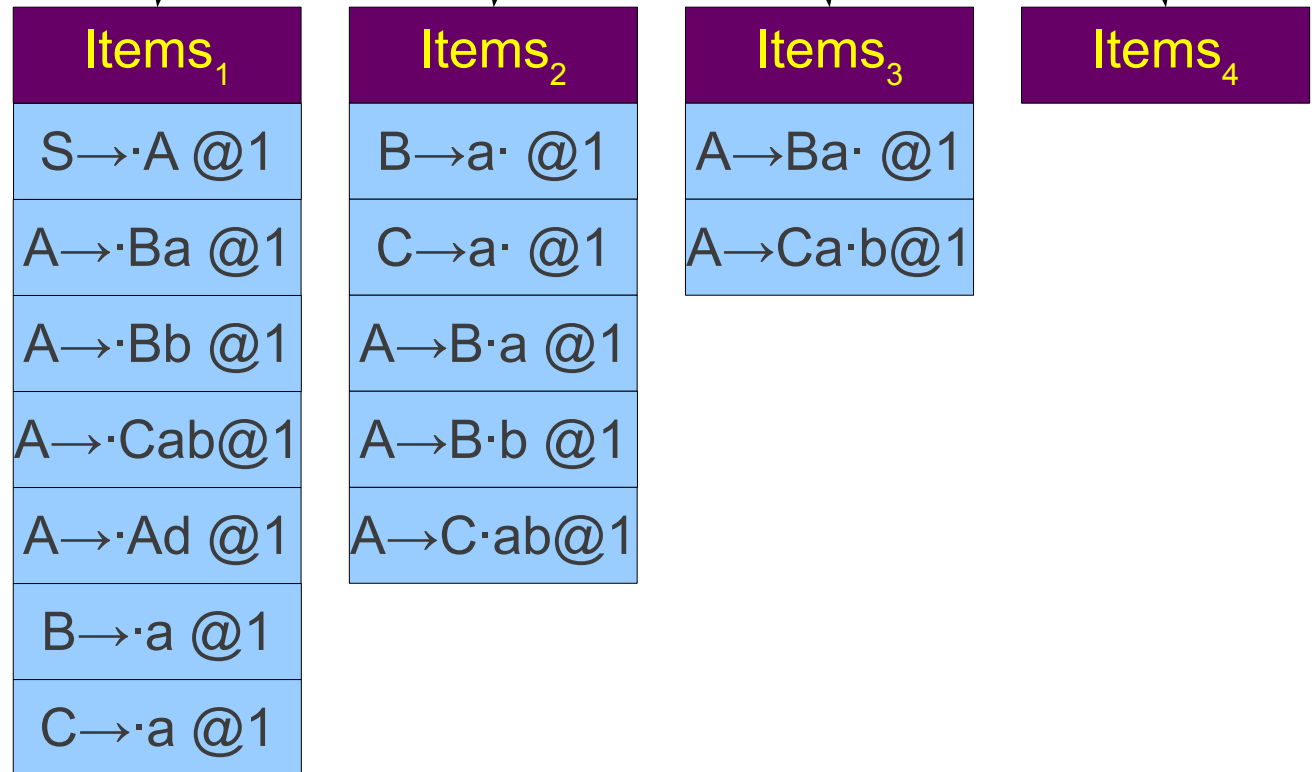 Items₁
S→·A @1
A→·Ba @1
A→·Bb @1
A→·Cab@1
A→·Ad @1
B→·a @1
C→·a @1
Items₂
B→a· @1
C→a· @1
A→B·a @1
A→B·b @1
A→C·ab@1
Items₃
A→Ba· @1
A→Ca·b@1
Items₄